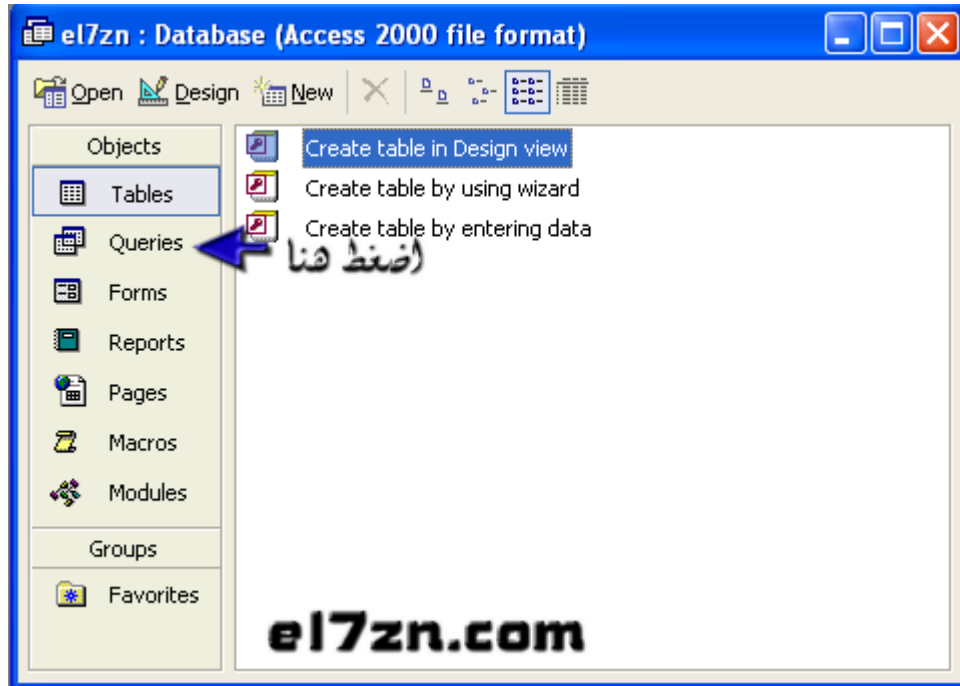 el7zn : Database (Access 2000 file format)
Open Design New
Objects
Tables
Queries
Forms
Reports
Pages
Macros
Modules
Groups
Favorites
Create table in Design view
Create table by using wizard
Create table by entering data
اضغط هنا
el7zn.com